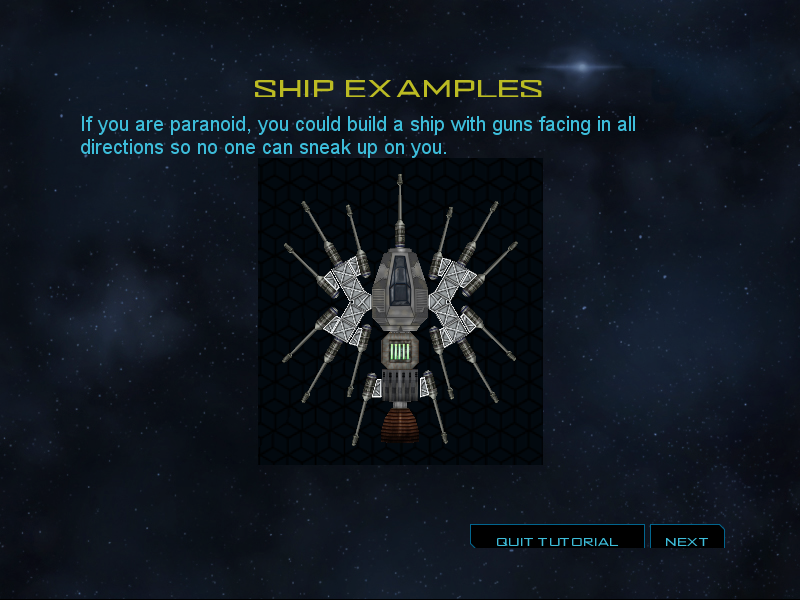 SHIP EXAMPLES
If you are paranoid, you could build a ship with guns facing in all
directions so no one can sneak up on you.
QUIT TUTORIAL
NEXT